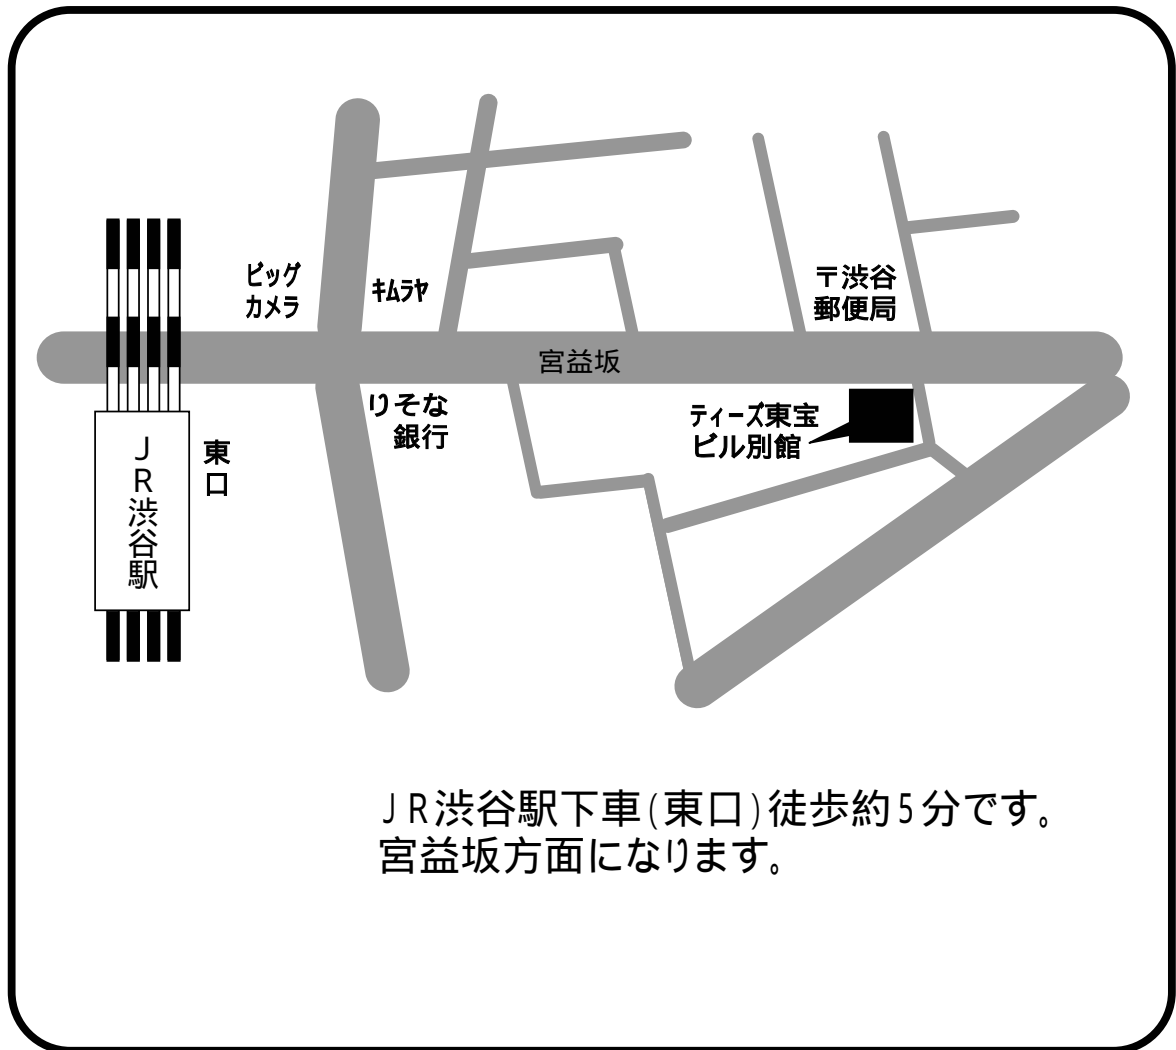 ビッグ
カメラ
キムラヤ
〒渋谷
郵便局
宮益坂
りそな
銀行
ティーズ東宝
ビル別館
東口
JR渋谷駅
JR渋谷駅下車(東口)徒歩約5分です。
宮益坂方面になります。